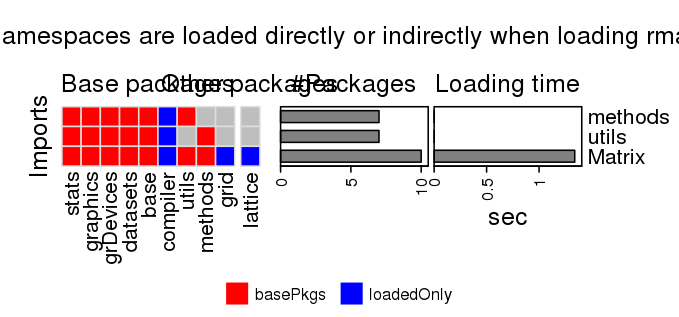 amespaces are loaded directly or indirectly when loading rma
Base packages
Other packages
#Packages
Loading time
Imports
methods
utils
Matrix
stats
graphics
grDevices
datasets
base
compiler
utils
methods
grid
lattice
0
5
10
0
0.5
1
sec
basePkgs
loadedOnly